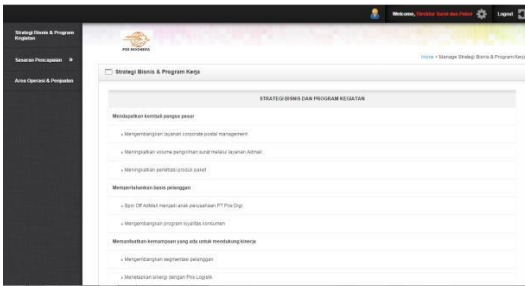 Welcome, Direktur Surat dan Paket
Logout
Strategi Bisnis & Program
Kegiatan
Sasaran Pencapaian
Area Operasi & Penjualan
POS INDONESIA
Home > Manage Strategi Bisnis & Program Kerja
Strategi Bisnis & Program Kerja
STRATEGI BISNIS DAN PROGRAM KEGIATAN
Mendapatkan kembali pangsa pasar
» Mengembangkan layanan corporate postal management
» Meningkatkan volume pengiriman surat melalui layanan Admail
» Meningkatkan penetrasi produk paket
Mempertahankan basis pelanggan
» Spin Off AdMail menjadi anak perusahaan PT Pos Digi
» Mengembangkan program loyalitas konsumen
Memanfaatkan kemampuan yang ada untuk mendukung kinerja
» Mengembangkan segmentasi pelanggan
» Menetapkan sinergi dengan Pos Logistik